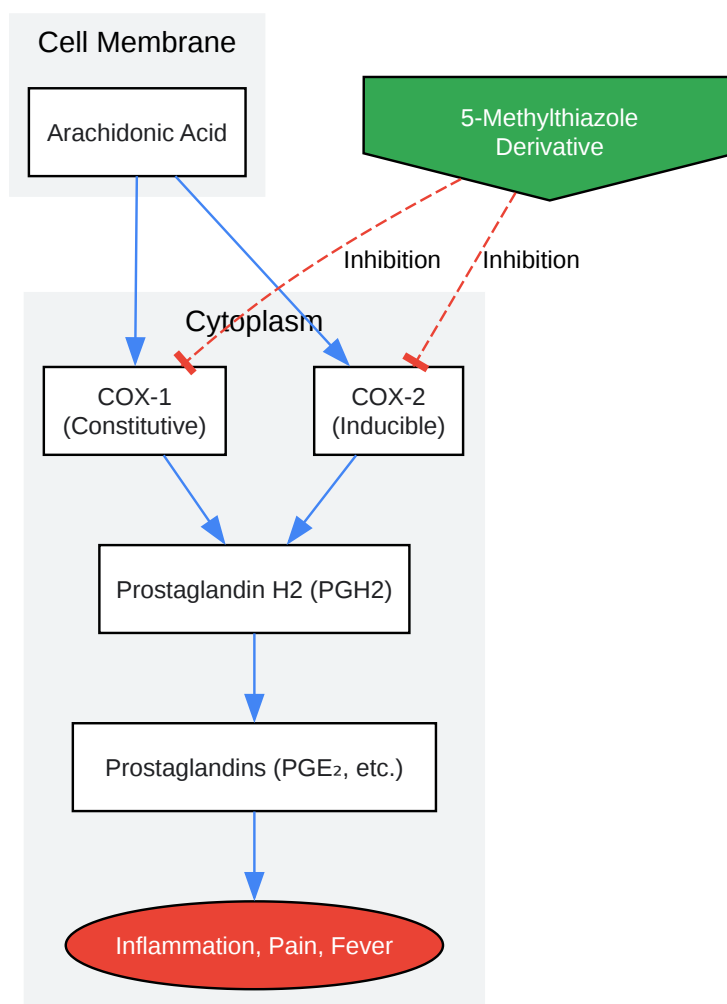 Cell Membrane
Arachidonic Acid
5-Methylthiazole
Derivative
Inhibition
Inhibition
Cytoplasm
COX-1
(Constitutive)
COX-2
(Inducible)
Prostaglandin H2 (PGH2)
Prostaglandins (PGE₂, etc.)
Inflammation, Pain, Fever